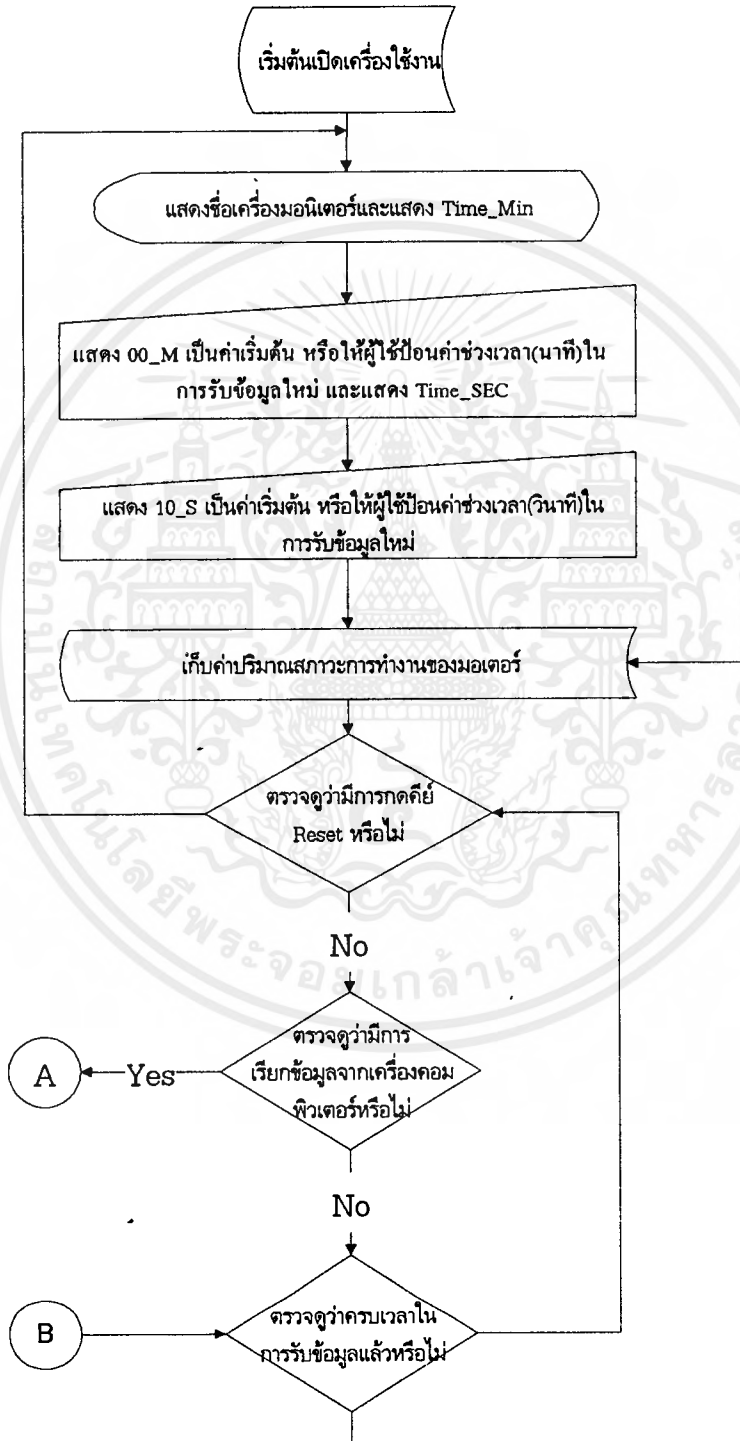 เริ่มต้นเปิดเครื่องใช้งาน
แสดงชื่อเครื่องมอนิเตอร์และแสดง Time_Min
แสดง 00_M เป็นค่าเริ่มต้น หรือให้ผู้ใช้ป้อนค่าช่วงเวลา(นาที)ใน
การรับข้อมูลใหม่ และแสดง Time_SEC
แสดง 10_S เป็นค่าเริ่มต้น หรือให้ผู้ใช้ป้อนค่าช่วงเวลา(วินาที)ใน
การรับข้อมูลใหม่
เก็บค่าปริมาณสภาวะการทำงานของมอเตอร์
ตรวจดูว่ามีการกดคีย์
Reset หรือไม่
No
ตรวจดูว่ามีการ
เรียกข้อมูลจากเครื่องคอม
พิวเตอร์หรือไม่
Yes
A
No
B
ตรวจดูว่าครบเวลาใน
การรับข้อมูลแล้วหรือไม่